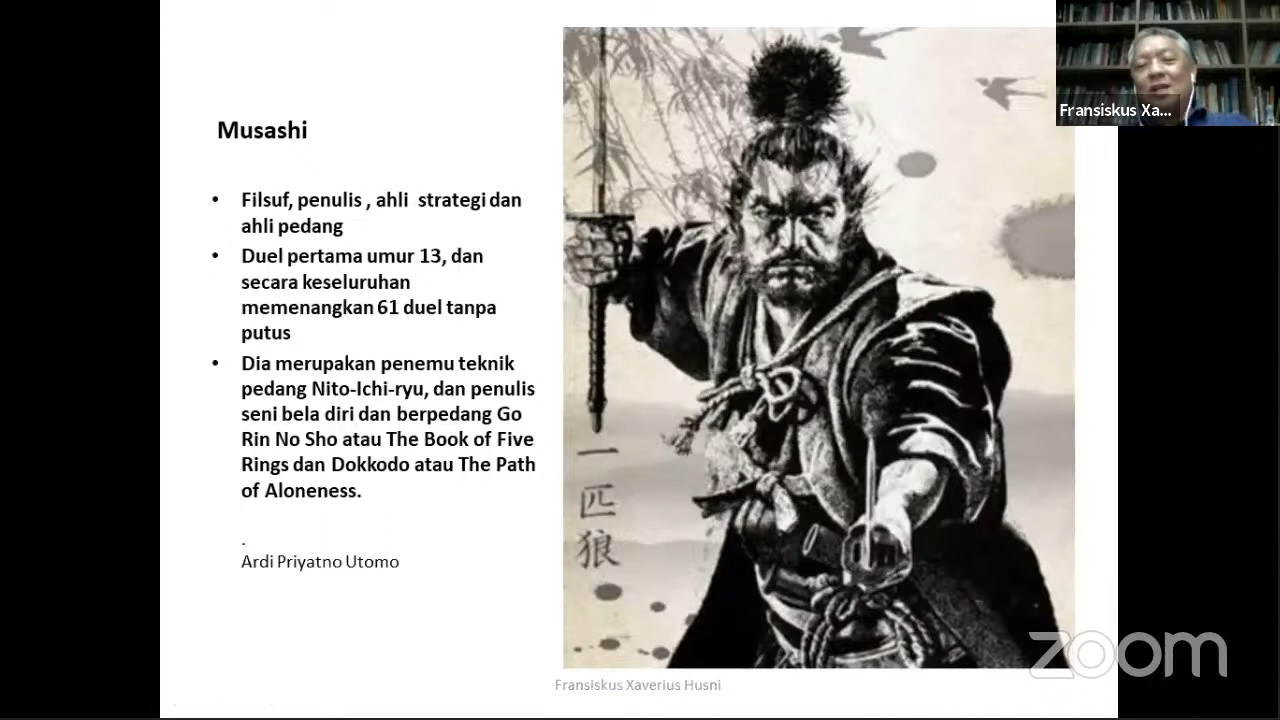 Musashi
• Filsuf, penulis , ahli strategi dan
ahli pedang
• Duel pertama umur 13, dan
secara keseluruhan
memenangkan 61 duel tanpa
putus
• Dia merupakan penemu teknik
pedang Nito-Ichi-ryu, dan penulis
seni bela diri dan berpedang Go
Rin No Sho atau The Book of Five
Rings dan Dokkodo atau The Path
of Aloneness.
.
Ardi Priyatno Utomo
一
匹
狼
Fransiskus Xaverius Husni
Fransiskus Xa...
zoom